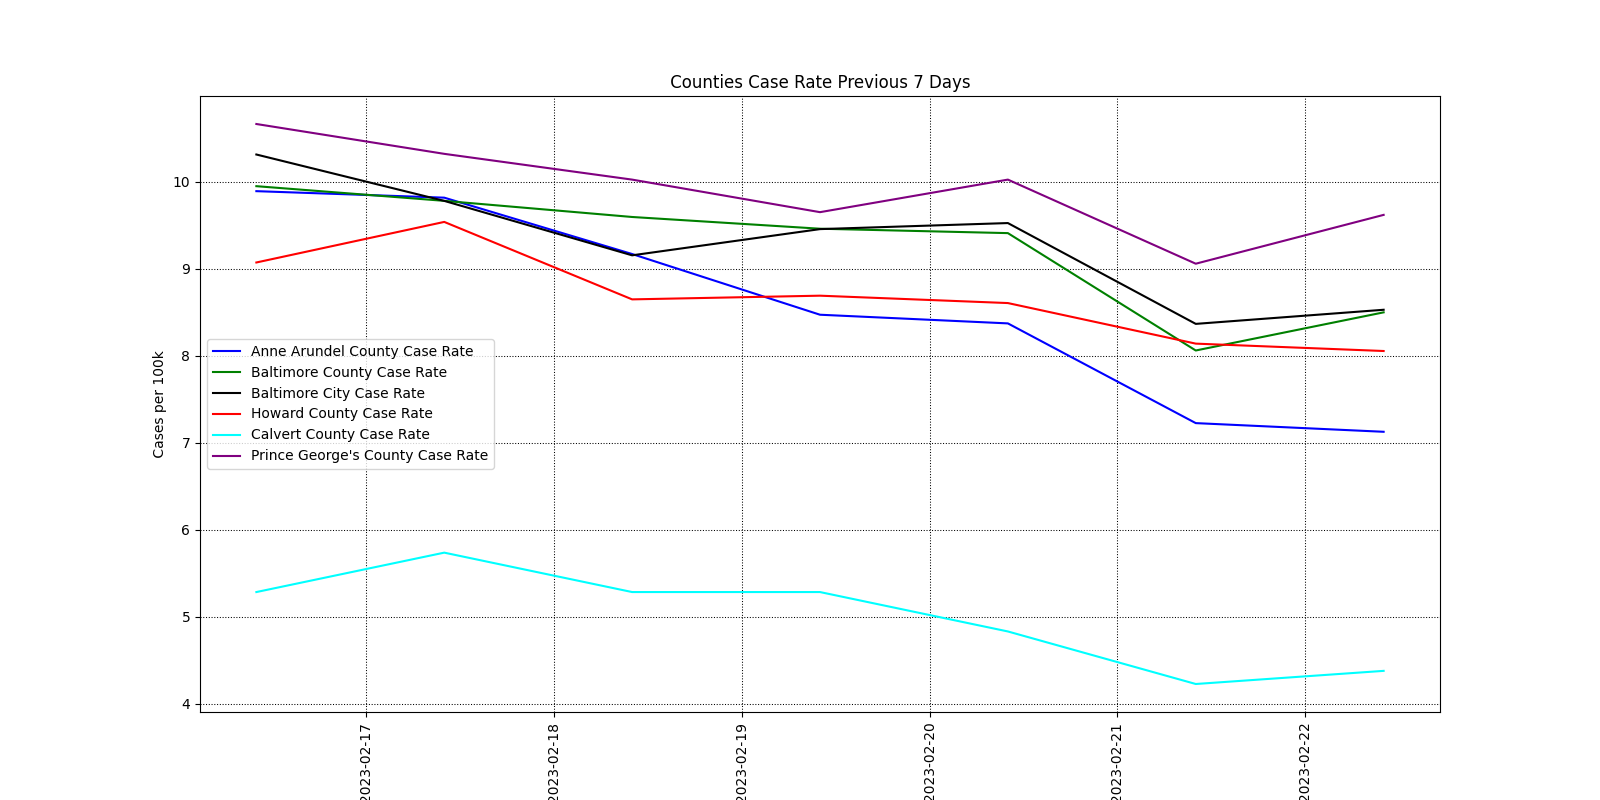 Counties Case Rate Previous 7 Days
Cases per 100k
10
9
8
7
6
5
4
Anne Arundel County Case Rate
Baltimore County Case Rate
Baltimore City Case Rate
Howard County Case Rate
Calvert County Case Rate
Prince George's County Case Rate
2023-02-17
2023-02-18
2023-02-19
2023-02-20
2023-02-21
2023-02-22